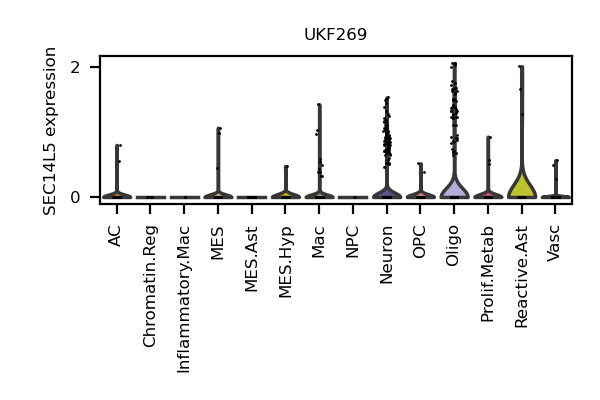 UKF269
SEC14L5 expression
2
0
AC
Chromatin.Reg
Inflammatory.Mac
MES
MES.Ast
MES.Hyp
Mac
NPC
Neuron
OPC
Oligo
Prolif.Metab
Reactive.Ast
Vasc